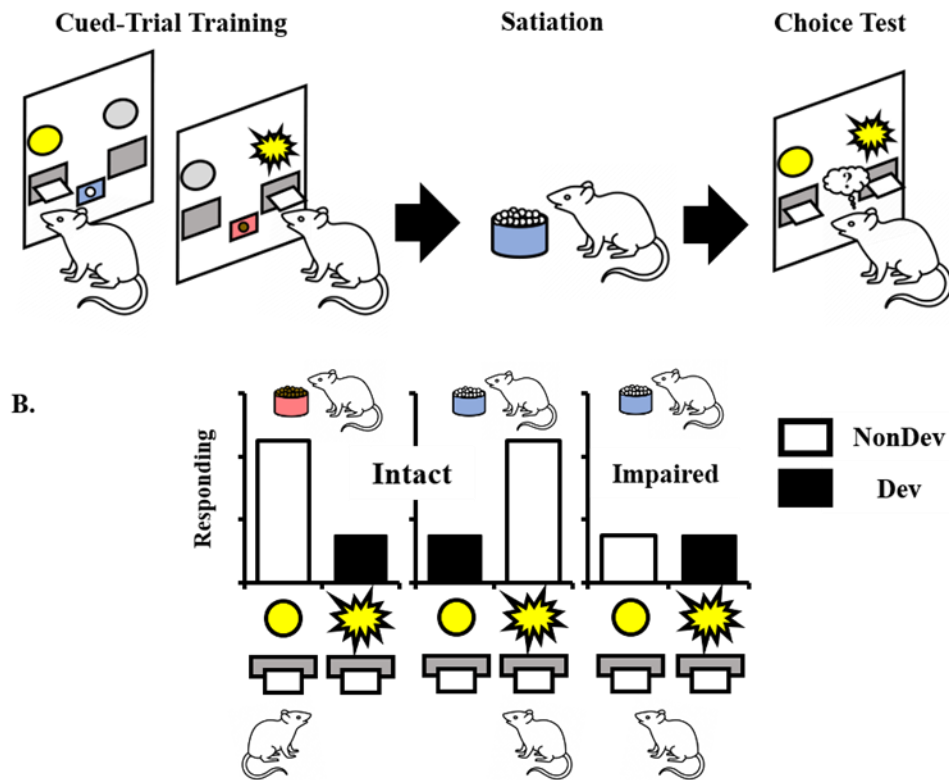 Cued-Trial Training
Satiation
Choice Test
B.
Responding
Intact
Impaired
NonDev
Dev